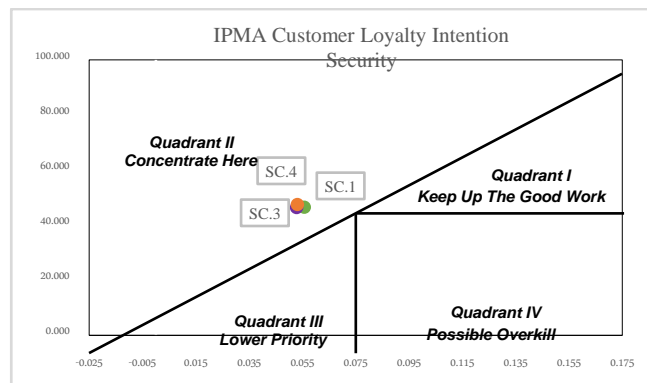 IPMA Customer Loyalty Intention
Security
100.000
80.000
60.000
40.000
20.000
0.000
Quadrant II
Concentrate Here
SC.4
SC.1
SC.3
Quadrant I
Keep Up The Good Work
Quadrant III
Lower Priority
Quadrant IV
Possible Overkill
-0.025
-0.005
0.015
0.035
0.055
0.075
0.095
0.115
0.135
0.155
0.175